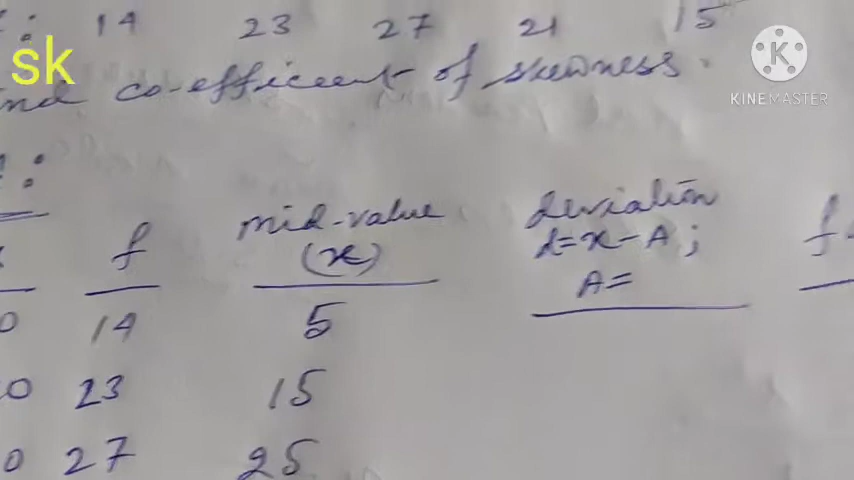 f: 14 23 27 21 15
sk
KINEMASTER
co-efficient of skewness.
f mid-value deviation
(x) d=x-A;
A=
14 5
23 15
27 25